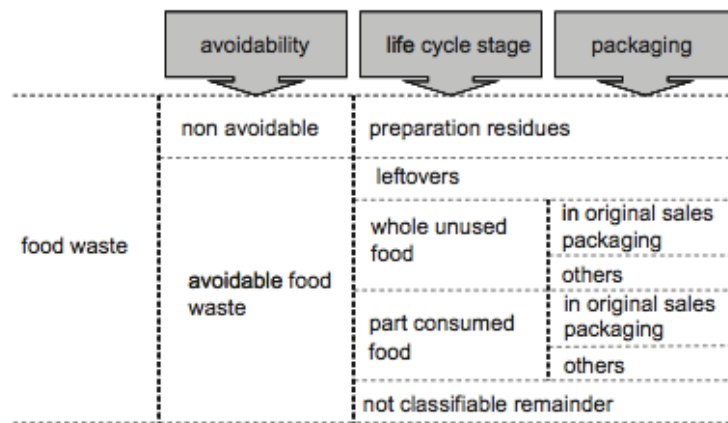 avoidability
life cycle stage
packaging
non avoidable
preparation residues
leftovers
food waste
avoidable food
waste
whole unused
food
in original sales
packaging
others
part consumed
food
in original sales
packaging
others
not classifiable remainder